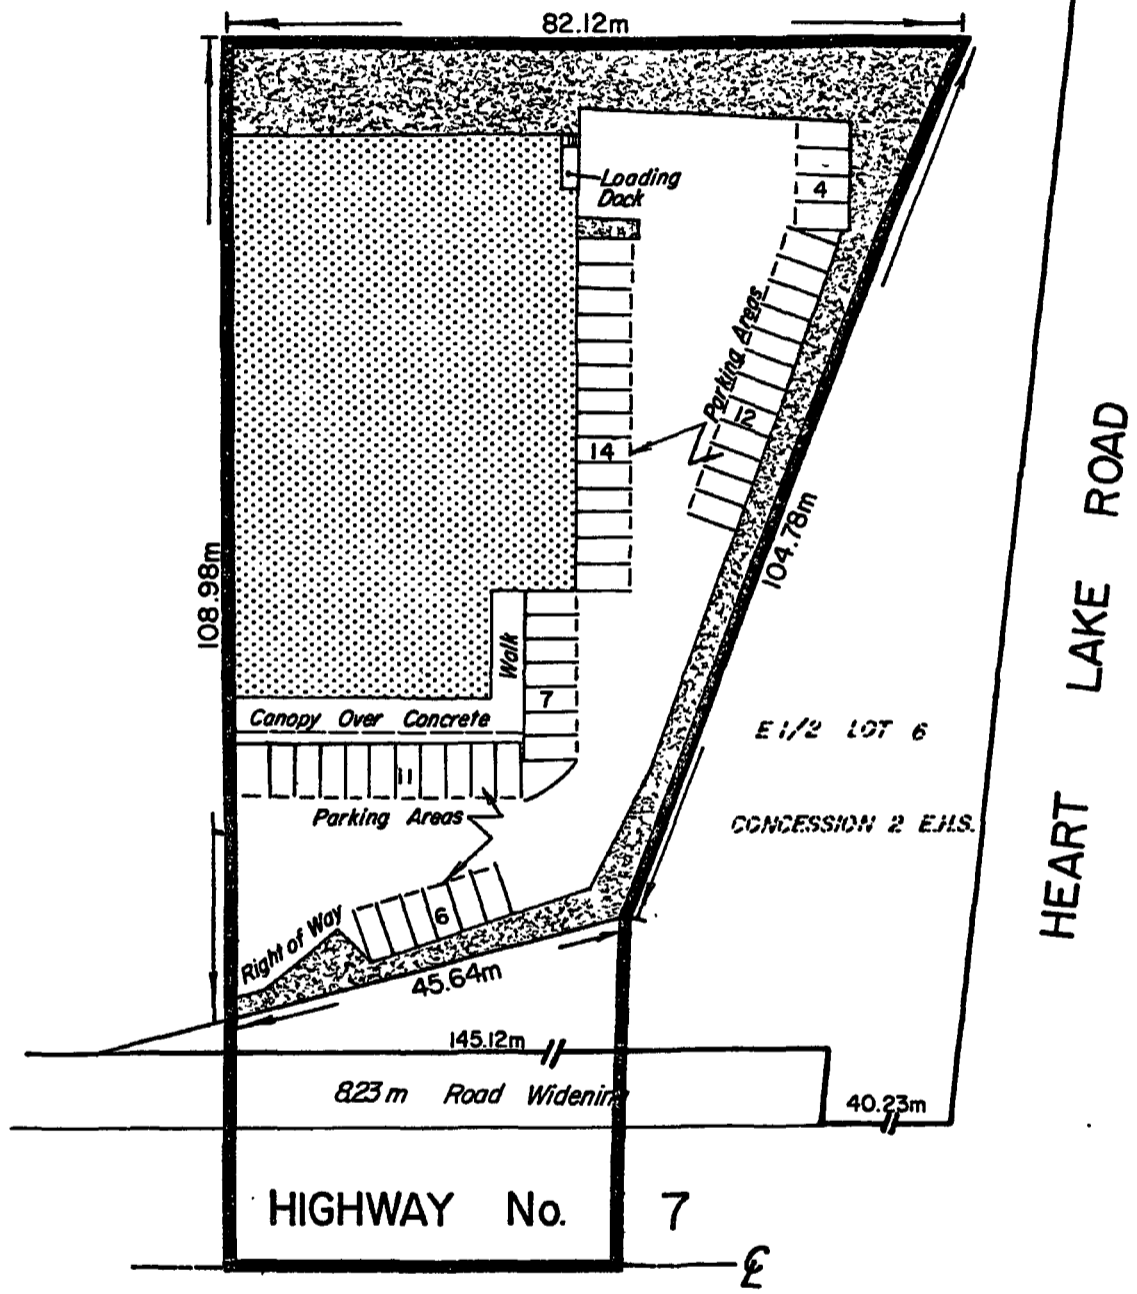 82.12m
Loading
Dock
4
Parking Areas
12
14
108.98m
104.78m
HEART LAKE ROAD
Walk
7
Canopy Over Concrete
E 1/2 LOT 6
11
Parking Areas
CONCESSION 2 E.H.S.
6
Right of Way
45.64m
145.12m
8.23m Road Widening
40.23m
HIGHWAY No. 7
℄